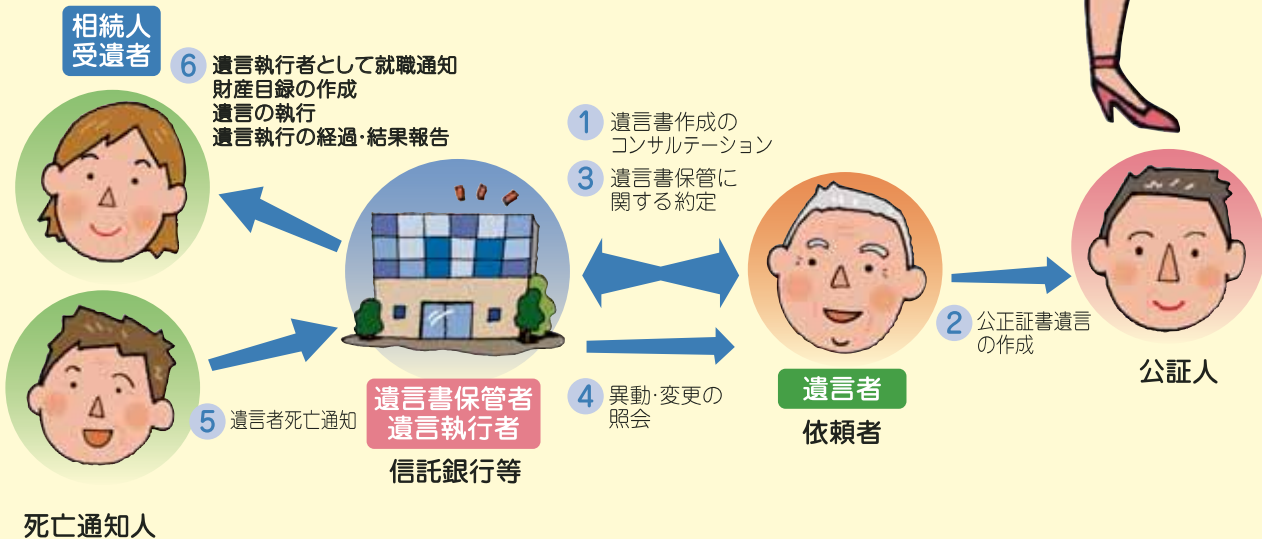 相続人
受遺者
6 遺言執行者として就職通知
財産目録の作成
遺言の執行
遺言執行の経過・結果報告
1 遺言書作成の
コンサルテーション
3 遺言書保管に
関する約定
2 公正証書遺言
の作成
公証人
遺言者
依頼者
4 異動・変更の
照会
5 遺言者死亡通知
遺言書保管者
遺言執行者
信託銀行等
死亡通知人